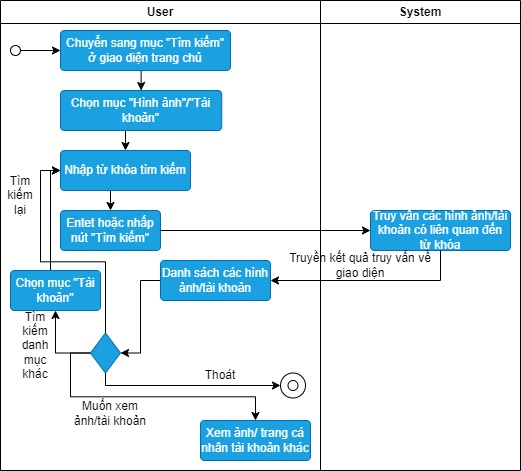 User
System
Chuyển sang mục "Tìm kiếm"
ở giao diện trang chủ
Chọn mục "Hình ảnh"/"Tài
khoản"
Nhập từ khóa tìm kiếm
Tìm
kiếm
lại
Entet hoặc nhấp
nút "Tìm kiếm"
Truy vấn các hình ảnh/tài
khoản có liên quan đến
từ khóa
Truyền kết quả truy vấn về
giao diện
Danh sách các hình
ảnh/tài khoản
Chọn mục "Tài
khoản"
Tìm
kiếm
danh
mục
khác
Thoát
Muốn xem
ảnh/tài khoản
Xem ảnh/ trang cá
nhân tài khoản khác